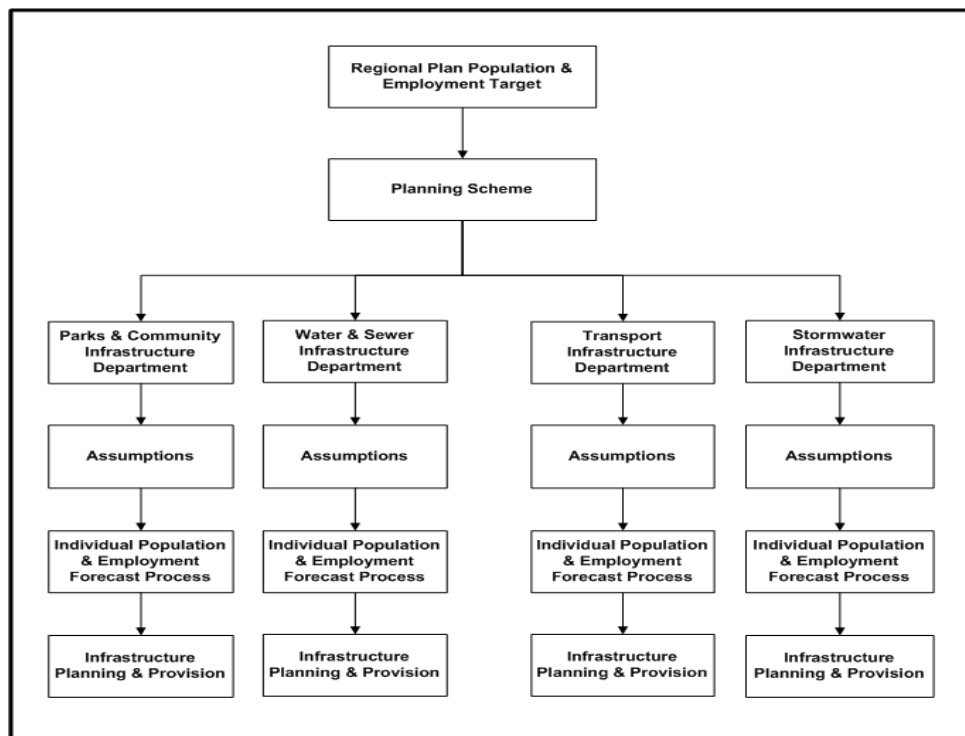 Regional Plan Population &
Employment Target
Planning Scheme
Parks & Community
Infrastructure
Department
Water & Sewer
Infrastructure
Department
Transport
Infrastructure
Department
Stormwater
Infrastructure
Department
Assumptions
Assumptions
Assumptions
Assumptions
Individual Population
& Employment
Forecast Process
Individual Population
& Employment
Forecast Process
Individual Population
& Employment
Forecast Process
Individual Population
& Employment
Forecast Process
Infrastructure
Planning & Provision
Infrastructure
Planning & Provision
Infrastructure
Planning & Provision
Infrastructure
Planning & Provision